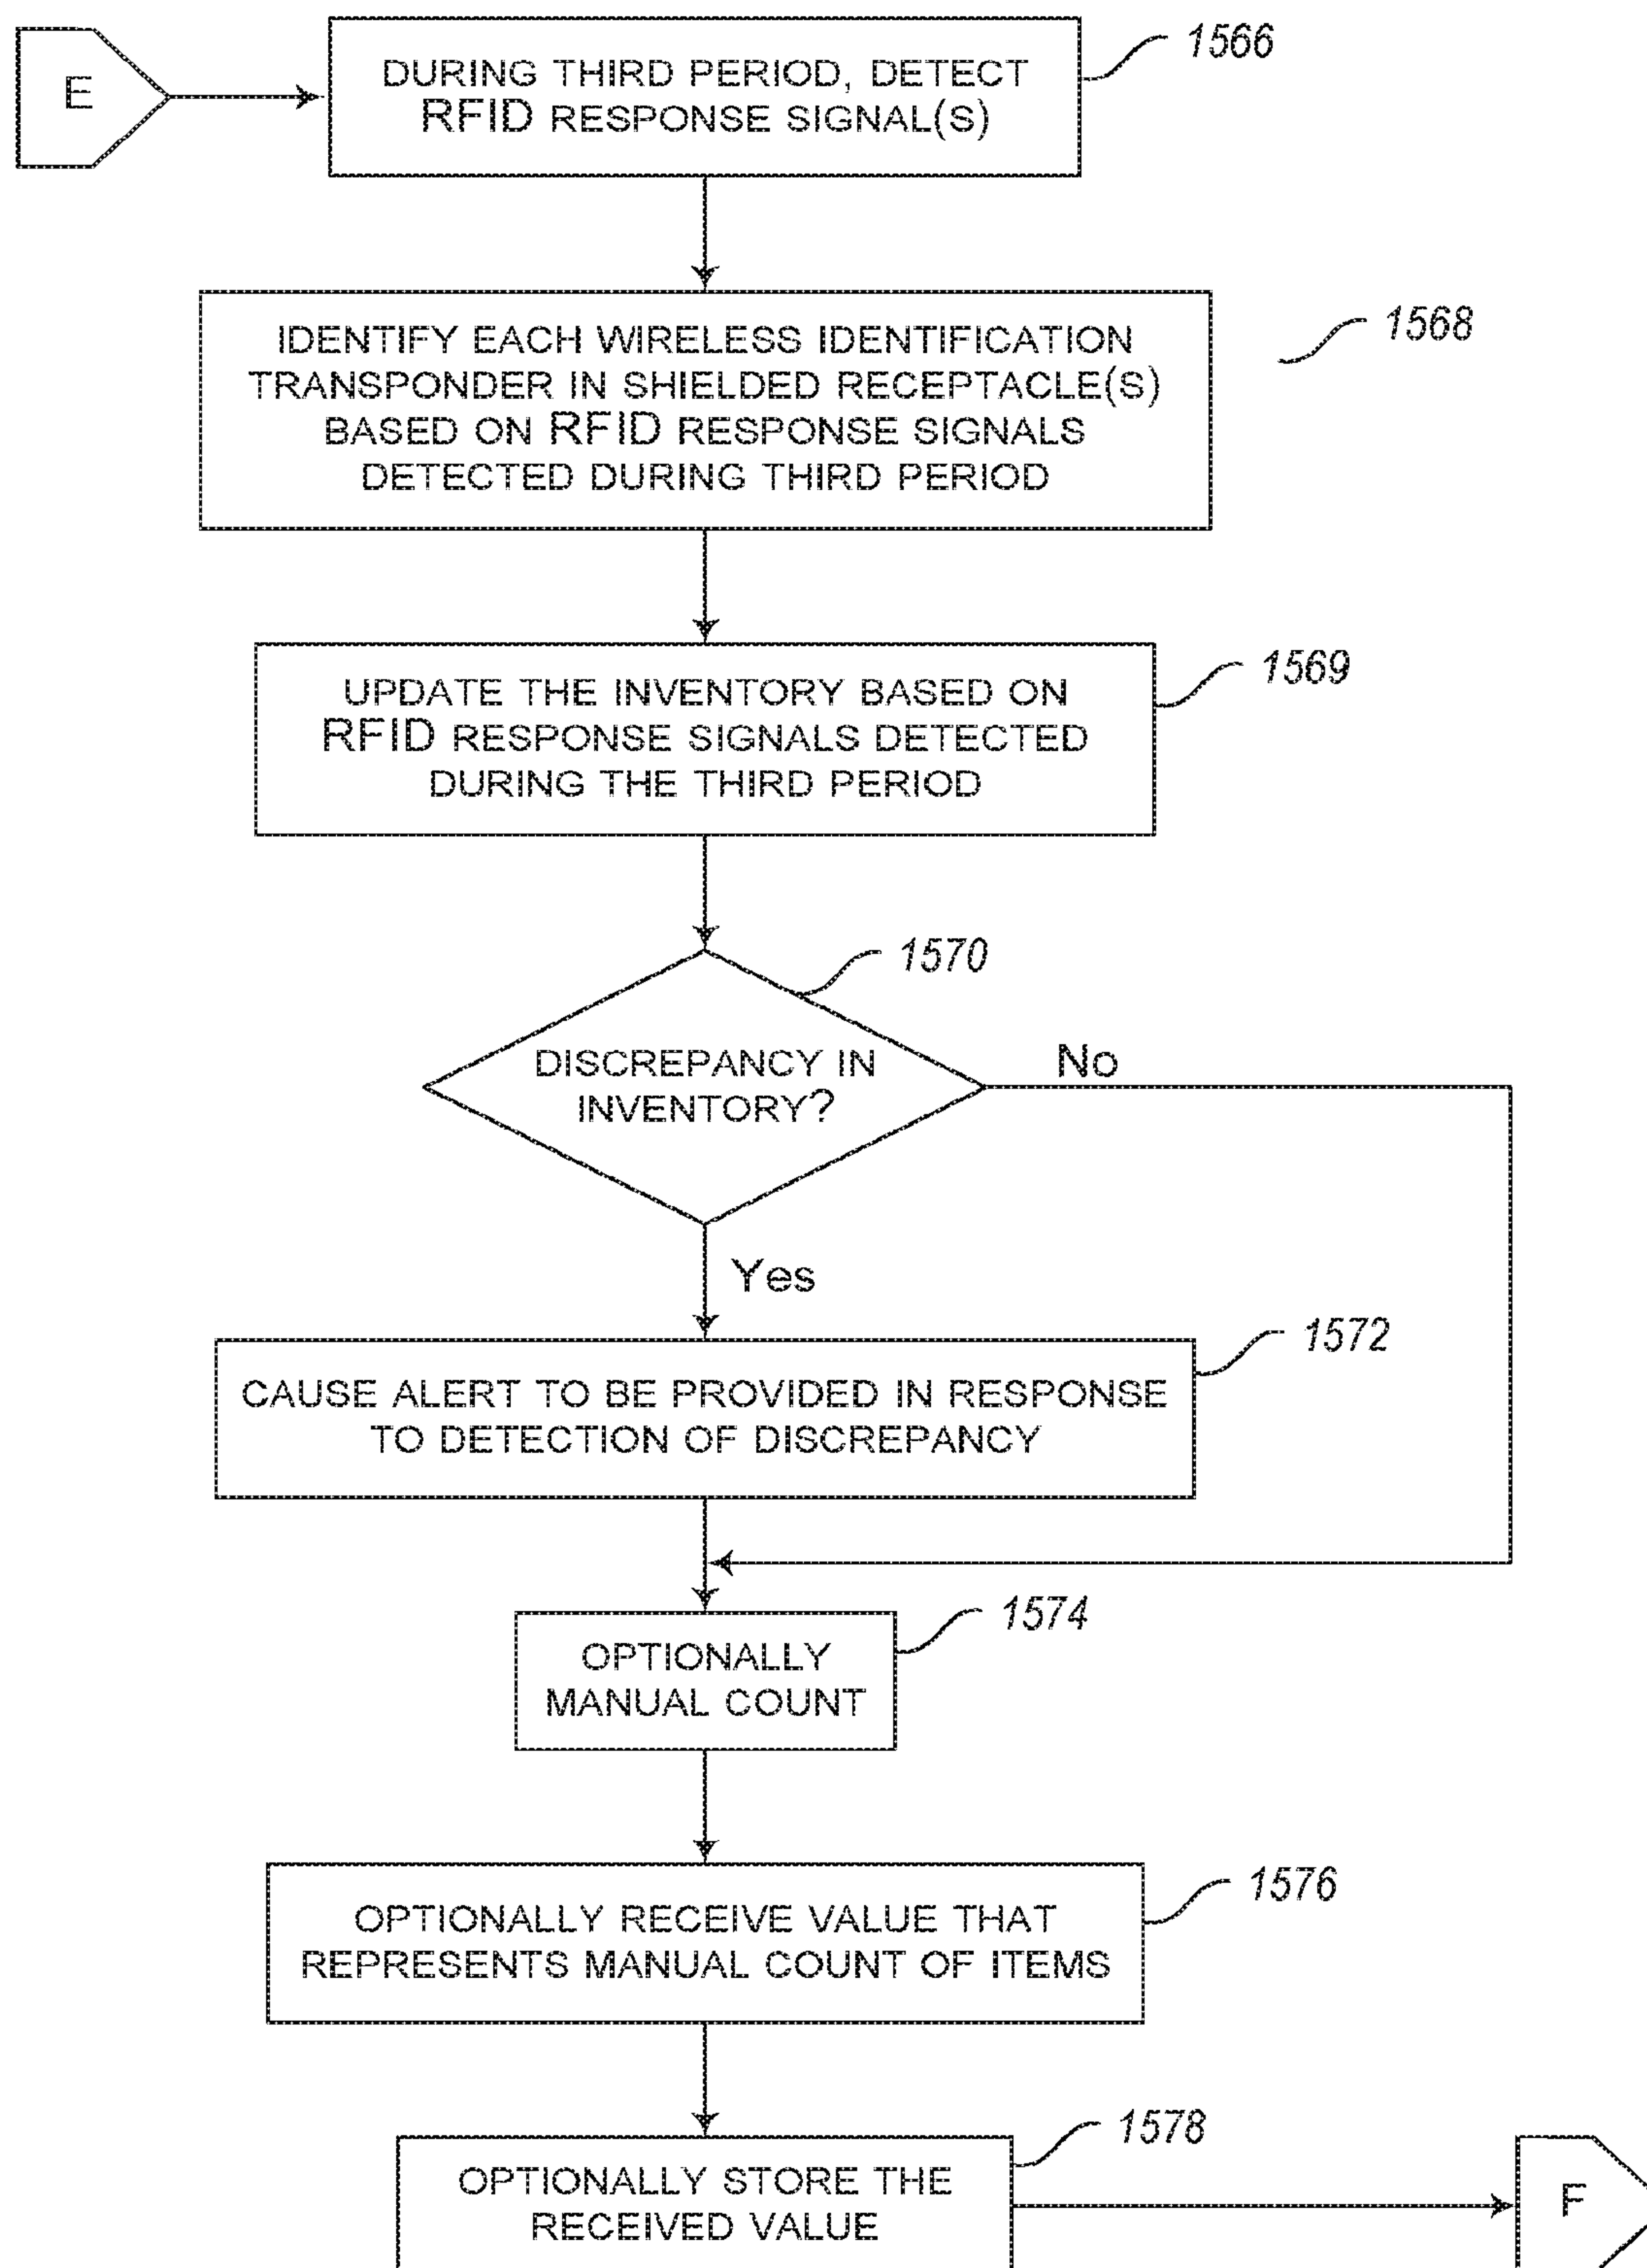 E
DURING THIRD PERIOD, DETECT
RFID RESPONSE SIGNAL(S)
1566
IDENTIFY EACH WIRELESS IDENTIFICATION
TRANSPONDER IN SHIELDED RECEPTACLE(S)
BASED ON RFID RESPONSE SIGNALS
DETECTED DURING THIRD PERIOD
1568
UPDATE THE INVENTORY BASED ON
RFID RESPONSE SIGNALS DETECTED
DURING THE THIRD PERIOD
1569
DISCREPANCY IN
INVENTORY?
1570
No
Yes
CAUSE ALERT TO BE PROVIDED IN RESPONSE
TO DETECTION OF DISCREPANCY
1572
OPTIONALLY
MANUAL COUNT
1574
OPTIONALLY RECEIVE VALUE THAT
REPRESENTS MANUAL COUNT OF ITEMS
1576
OPTIONALLY STORE THE
RECEIVED VALUE
1578
F